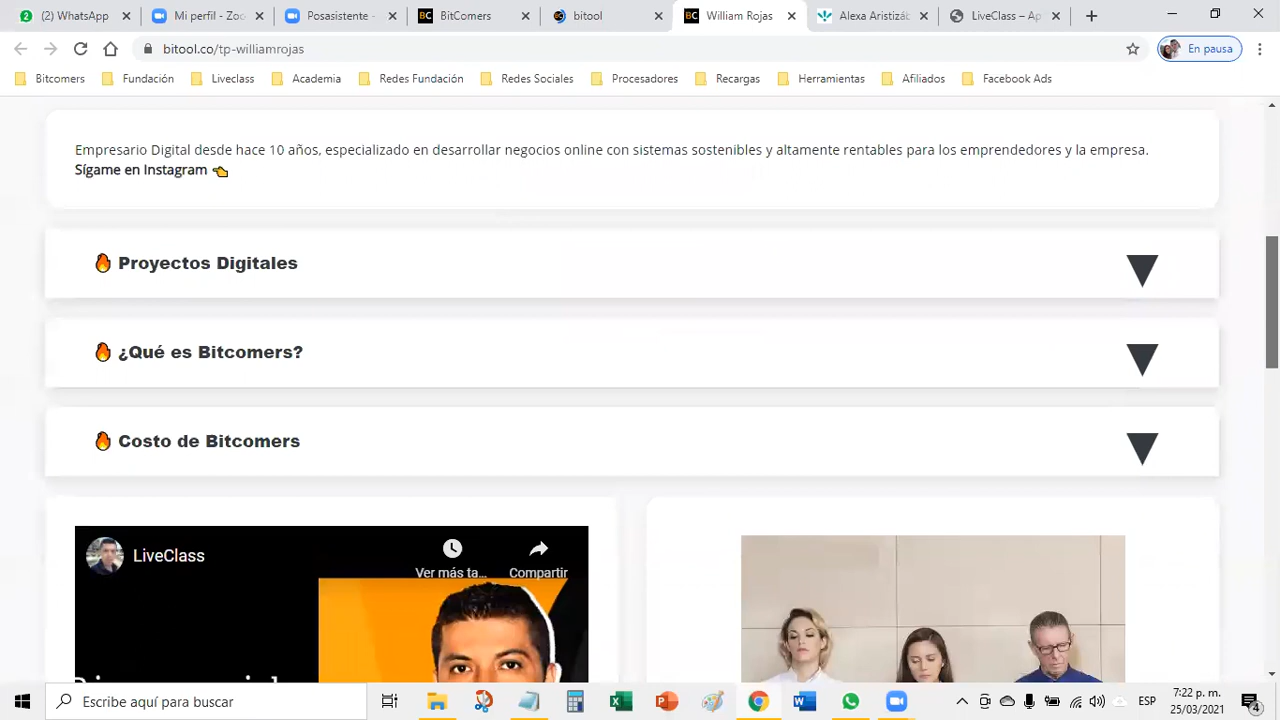 (2) WhatsApp
Mi perfil - Zo
Posasistente -
BitComers
bitool
William Rojas
Alexa Aristizáb
LiveClass – Ap
bitool.co/tp-williamrojas
En pausa
Bitcomers
Fundación
Liveclass
Academia
Redes Fundación
Redes Sociales
Procesadores
Recargas
Herramientas
Afiliados
Facebook Ads
Empresario Digital desde hace 10 años, especializado en desarrollar negocios online con sistemas sostenibles y altamente rentables para los emprendedores y la empresa.
Sígame en Instagram
Proyectos Digitales
¿Qué es Bitcomers?
Costo de Bitcomers
LiveClass
Ver más ta...
Compartir
Escribe aquí para buscar
ESP
7:22 p. m.
25/03/2021
4